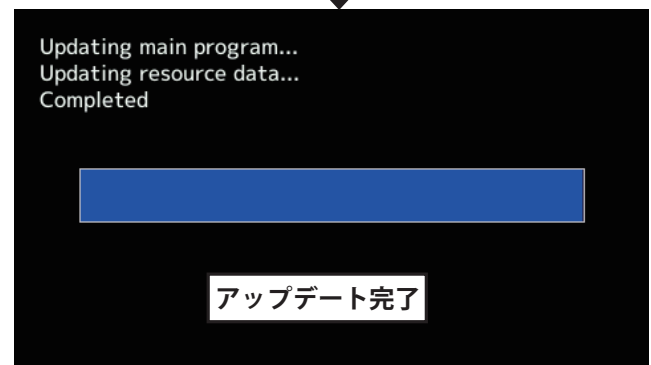 Updating main program...
Updating resource data...
Completed
アップデート完了